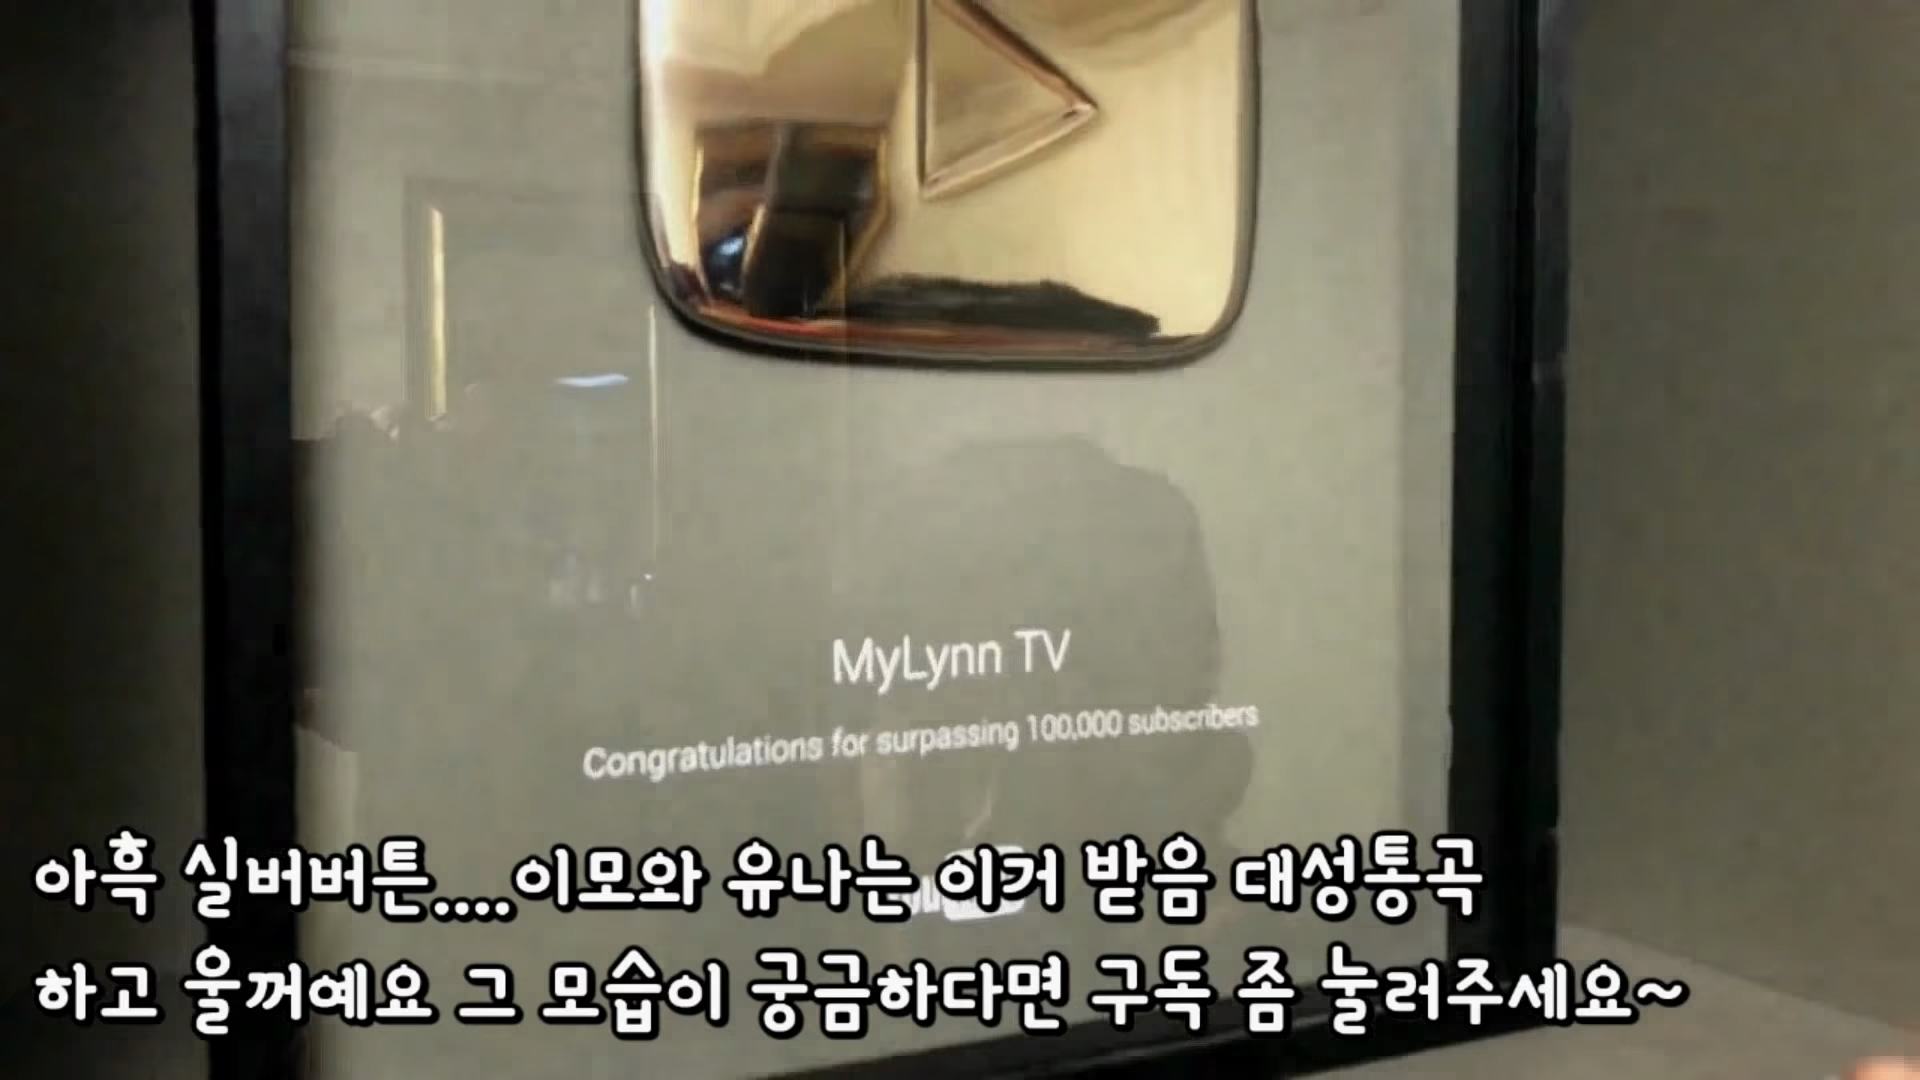 MyLynn TV
Congratulations for surpassing 100,000 subscribers
아흑 실버버튼....이모와 유나는 이거 받음 대성통곡
하고 울꺼예요 그 모습이 궁금하다면 구독 좀 눌러주세요~